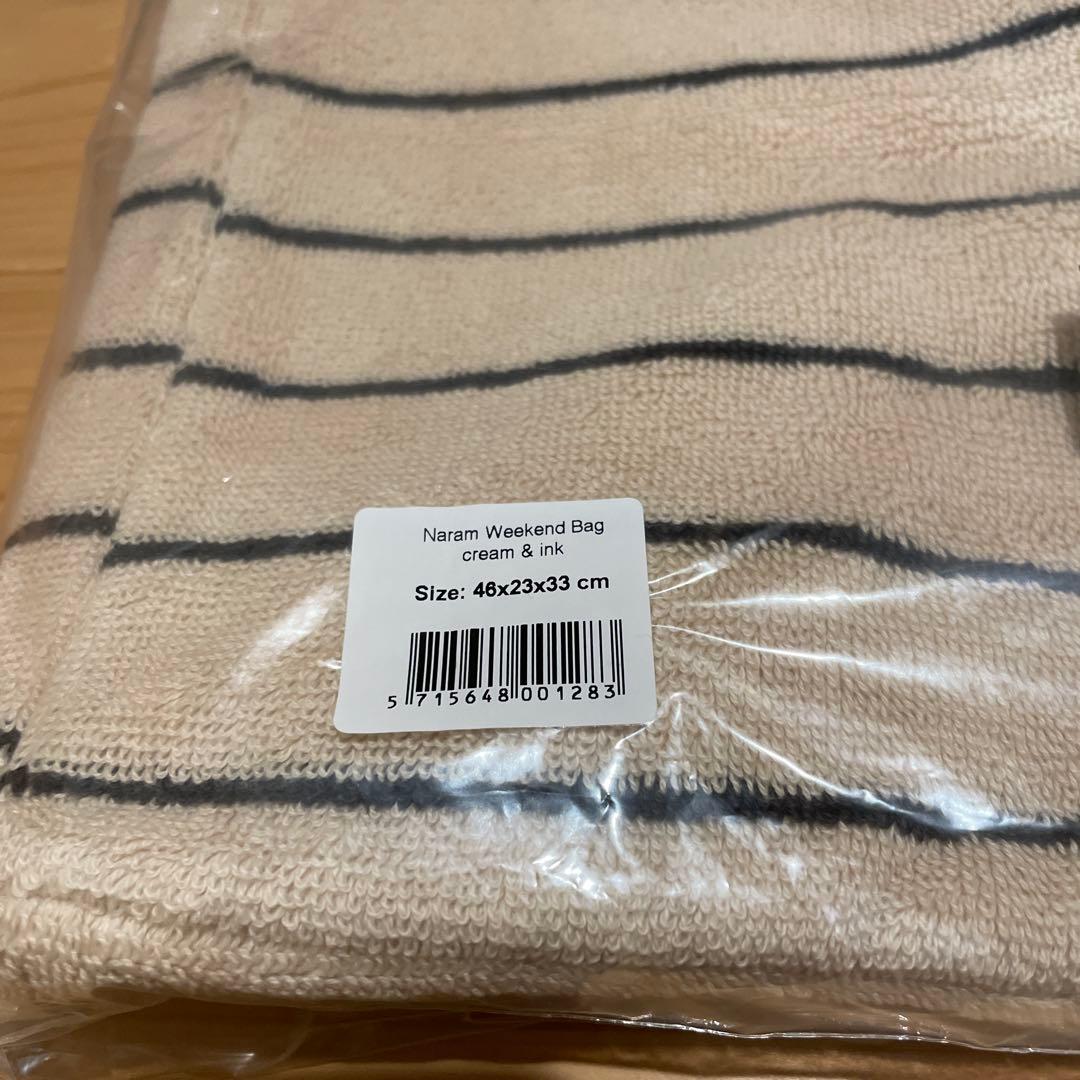 Naram Weekend Bag
cream & ink
Size: 46x23x33 cm
5 715648 001283